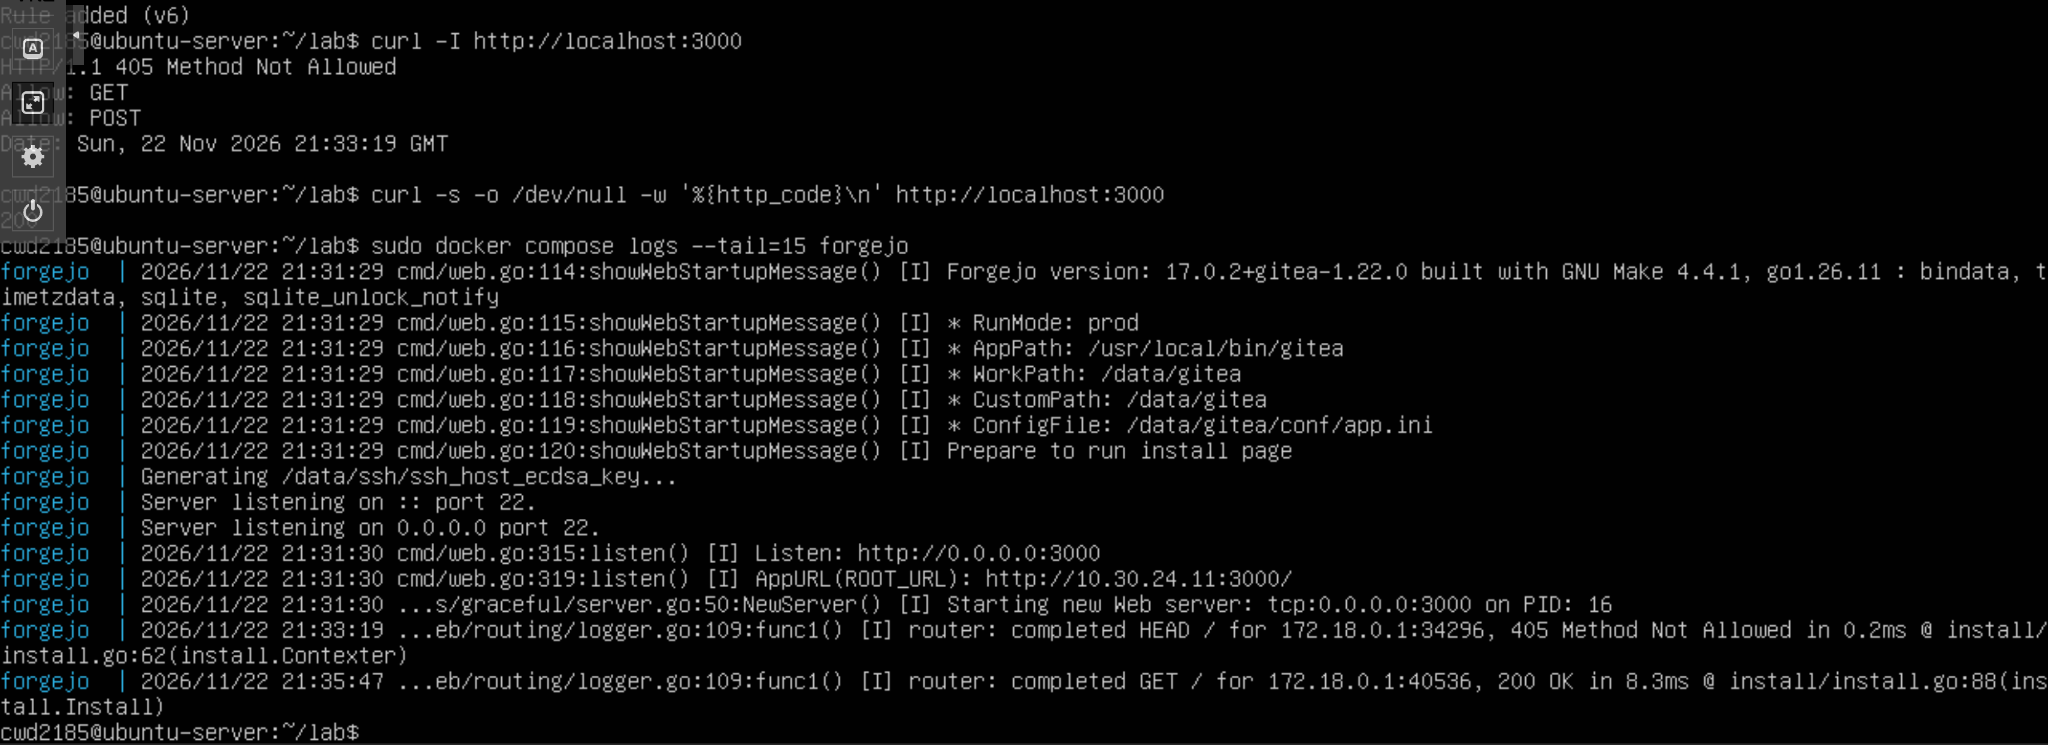 Rule added (v6)
cwd2185@ubuntu-server:~/lab$ curl -I http://localhost:3000
HTTP/1.1 405 Method Not Allowed
Allow: GET
Allow: POST
Date: Sun, 22 Nov 2026 21:33:19 GMT
cwd2185@ubuntu-server:~/lab$ curl -s -o /dev/null -w '%{http_code}\n' http://localhost:3000
200
cwd2185@ubuntu-server:~/lab$ sudo docker compose logs --tail=15 forgejo
forgejo  | 2026/11/22 21:31:29 cmd/web.go:114:showWebStartupMessage() [I] Forgejo version: 17.0.2+gitea-1.22.0 built with GNU Make 4.4.1, go1.26.11 : bindata, t
imetzdata, sqlite, sqlite_unlock_notify
forgejo  | 2026/11/22 21:31:29 cmd/web.go:115:showWebStartupMessage() [I] * RunMode: prod
forgejo  | 2026/11/22 21:31:29 cmd/web.go:116:showWebStartupMessage() [I] * AppPath: /usr/local/bin/gitea
forgejo  | 2026/11/22 21:31:29 cmd/web.go:117:showWebStartupMessage() [I] * WorkPath: /data/gitea
forgejo  | 2026/11/22 21:31:29 cmd/web.go:118:showWebStartupMessage() [I] * CustomPath: /data/gitea
forgejo  | 2026/11/22 21:31:29 cmd/web.go:119:showWebStartupMessage() [I] * ConfigFile: /data/gitea/conf/app.ini
forgejo  | 2026/11/22 21:31:29 cmd/web.go:120:showWebStartupMessage() [I] Prepare to run install page
forgejo  | Generating /data/ssh/ssh_host_ecdsa_key...
forgejo  | Server listening on :: port 22.
forgejo  | Server listening on 0.0.0.0 port 22.
forgejo  | 2026/11/22 21:31:30 cmd/web.go:315:listen() [I] Listen: http://0.0.0.0:3000
forgejo  | 2026/11/22 21:31:30 cmd/web.go:319:listen() [I] AppURL(ROOT_URL): http://10.30.24.11:3000/
forgejo  | 2026/11/22 21:31:30 ...s/graceful/server.go:50:NewServer() [I] Starting new Web server: tcp:0.0.0.0:3000 on PID: 16
forgejo  | 2026/11/22 21:33:19 ...eb/routing/logger.go:109:func1() [I] router: completed HEAD / for 172.18.0.1:34296, 405 Method Not Allowed in 0.2ms @ install/
install.go:62(install.Contexter)
forgejo  | 2026/11/22 21:35:47 ...eb/routing/logger.go:109:func1() [I] router: completed GET / for 172.18.0.1:40536, 200 OK in 8.3ms @ install/install.go:88(ins
tall.Install)
cwd2185@ubuntu-server:~/lab$